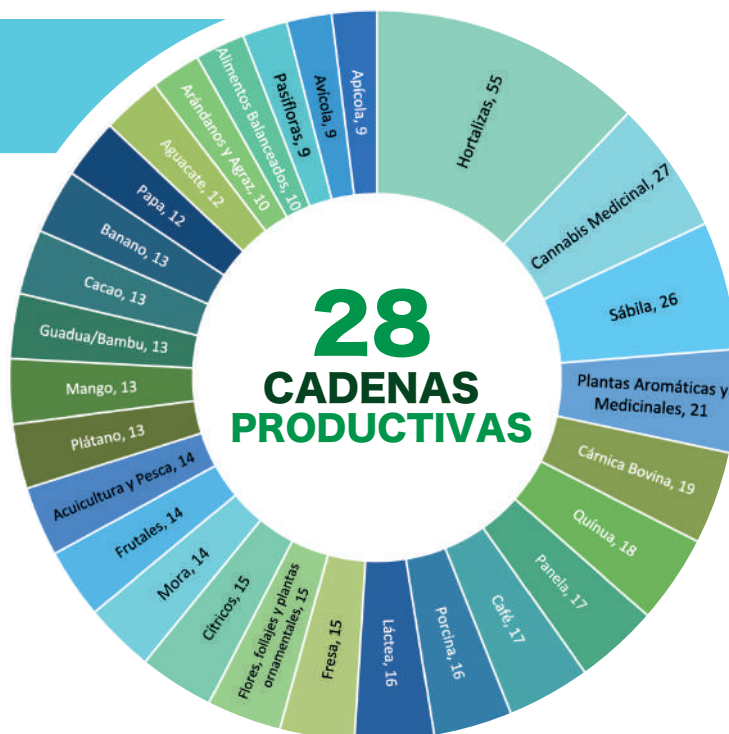 Hortalizas, 55
Cannabis Medicinal, 27
Sábila, 26
Plantas Aromáticas y
Medicinales, 21
Cárnica Bovina, 19
Quínua, 18
Panela, 17
Café, 17
Porcina, 16
Láctea, 16
Fresa, 15
Flores, foliajes y plantas
ornamentales, 15
Cítricos, 15
Mora, 14
Frutales, 14
Acuicultura y Pesca, 14
Plátano, 13
Mango, 13
Guadua/Bambu, 13
Cacao, 13
Banano, 13
Papa, 12
Aguacate, 12
Arándanos y Agraz, 10
Alimentos Balanceados, 10
Pasifloras, 9
Avícola, 9
Apícola, 9
28
CADENAS
PRODUCTIVAS